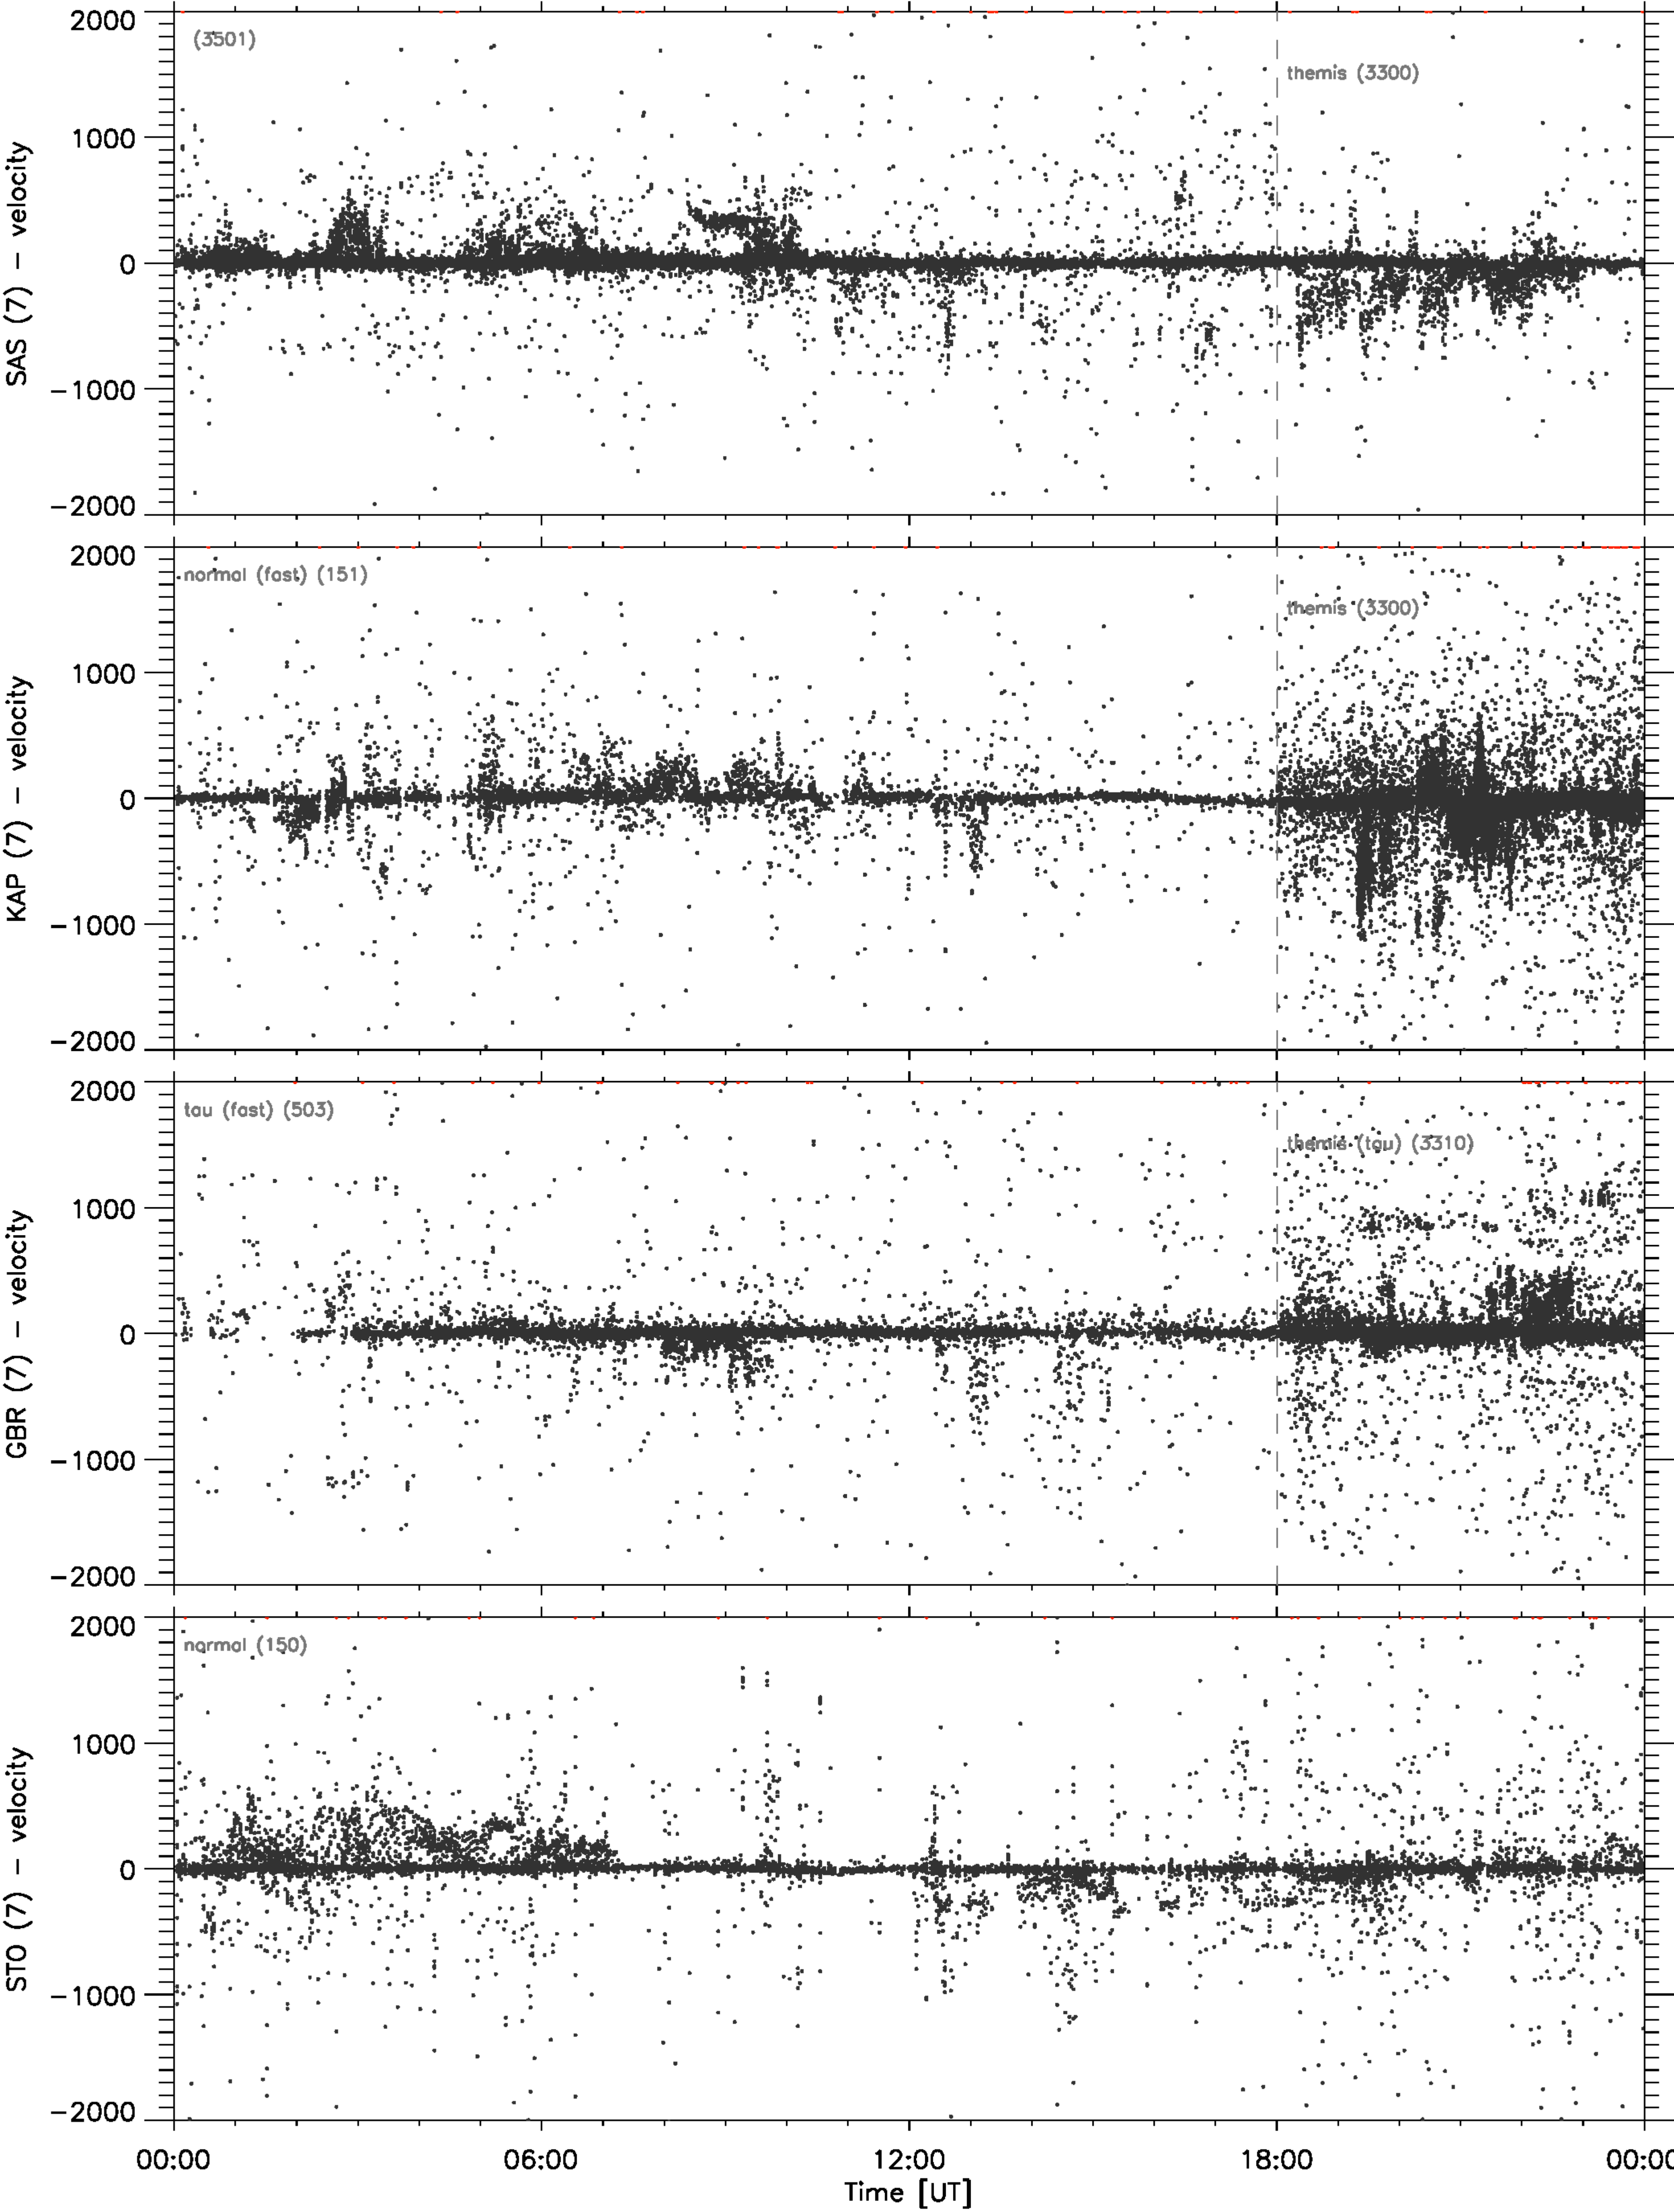 SAS (7) – velocity
2000
1000
0
−1000
−2000
(3501)
themis (3300)
KAP (7) – velocity
2000
1000
0
−1000
−2000
normal (fast) (151)
themis (3300)
GBR (7) – velocity
2000
1000
0
−1000
−2000
tau (fast) (503)
themis (tau) (3310)
STO (7) – velocity
2000
1000
0
−1000
−2000
normal (150)
00:00 06:00 12:00 18:00 00:00
Time [UT]